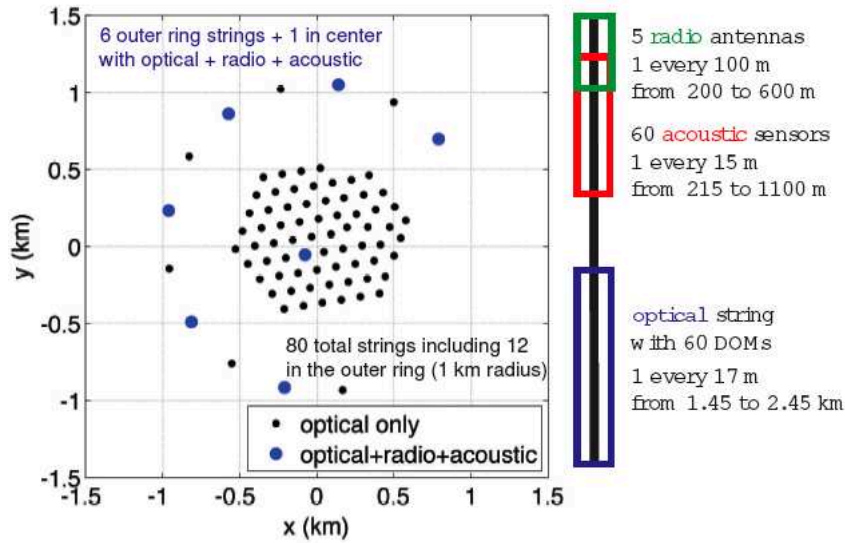 6 outer ring strings + 1 in center
with optical + radio + acoustic
80 total strings including 12
in the outer ring (1 km radius)
optical only
optical+radio+acoustic
1.5
1
0.5
0
-0.5
-1
-1.5
y (km)
-1.5
-1
-0.5
0
0.5
1
1.5
x (km)
5 radio antennas
1 every 100 m
from 200 to 600 m
60 acoustic sensors
1 every 15 m
from 215 to 1100 m
optical string
with 60 DOMs
1 every 17 m
from 1.45 to 2.45 km